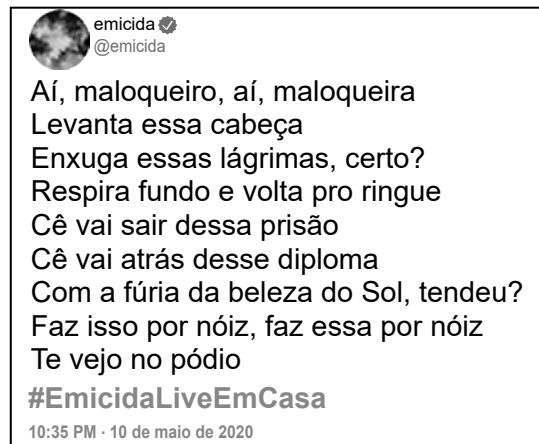 emicida
@emicida
Aí, maloqueiro, aí, maloqueira
Levanta essa cabeça
Enxuga essas lágrimas, certo?
Respira fundo e volta pro ringue
Cê vai sair dessa prisão
Cê vai atrás desse diploma
Com a fúria da beleza do Sol, tendeu?
Faz isso por nóiz, faz essa por nóiz
Te vejo no pódio
#EmicidaLiveEmCasa
10:35 PM · 10 de maio de 2020